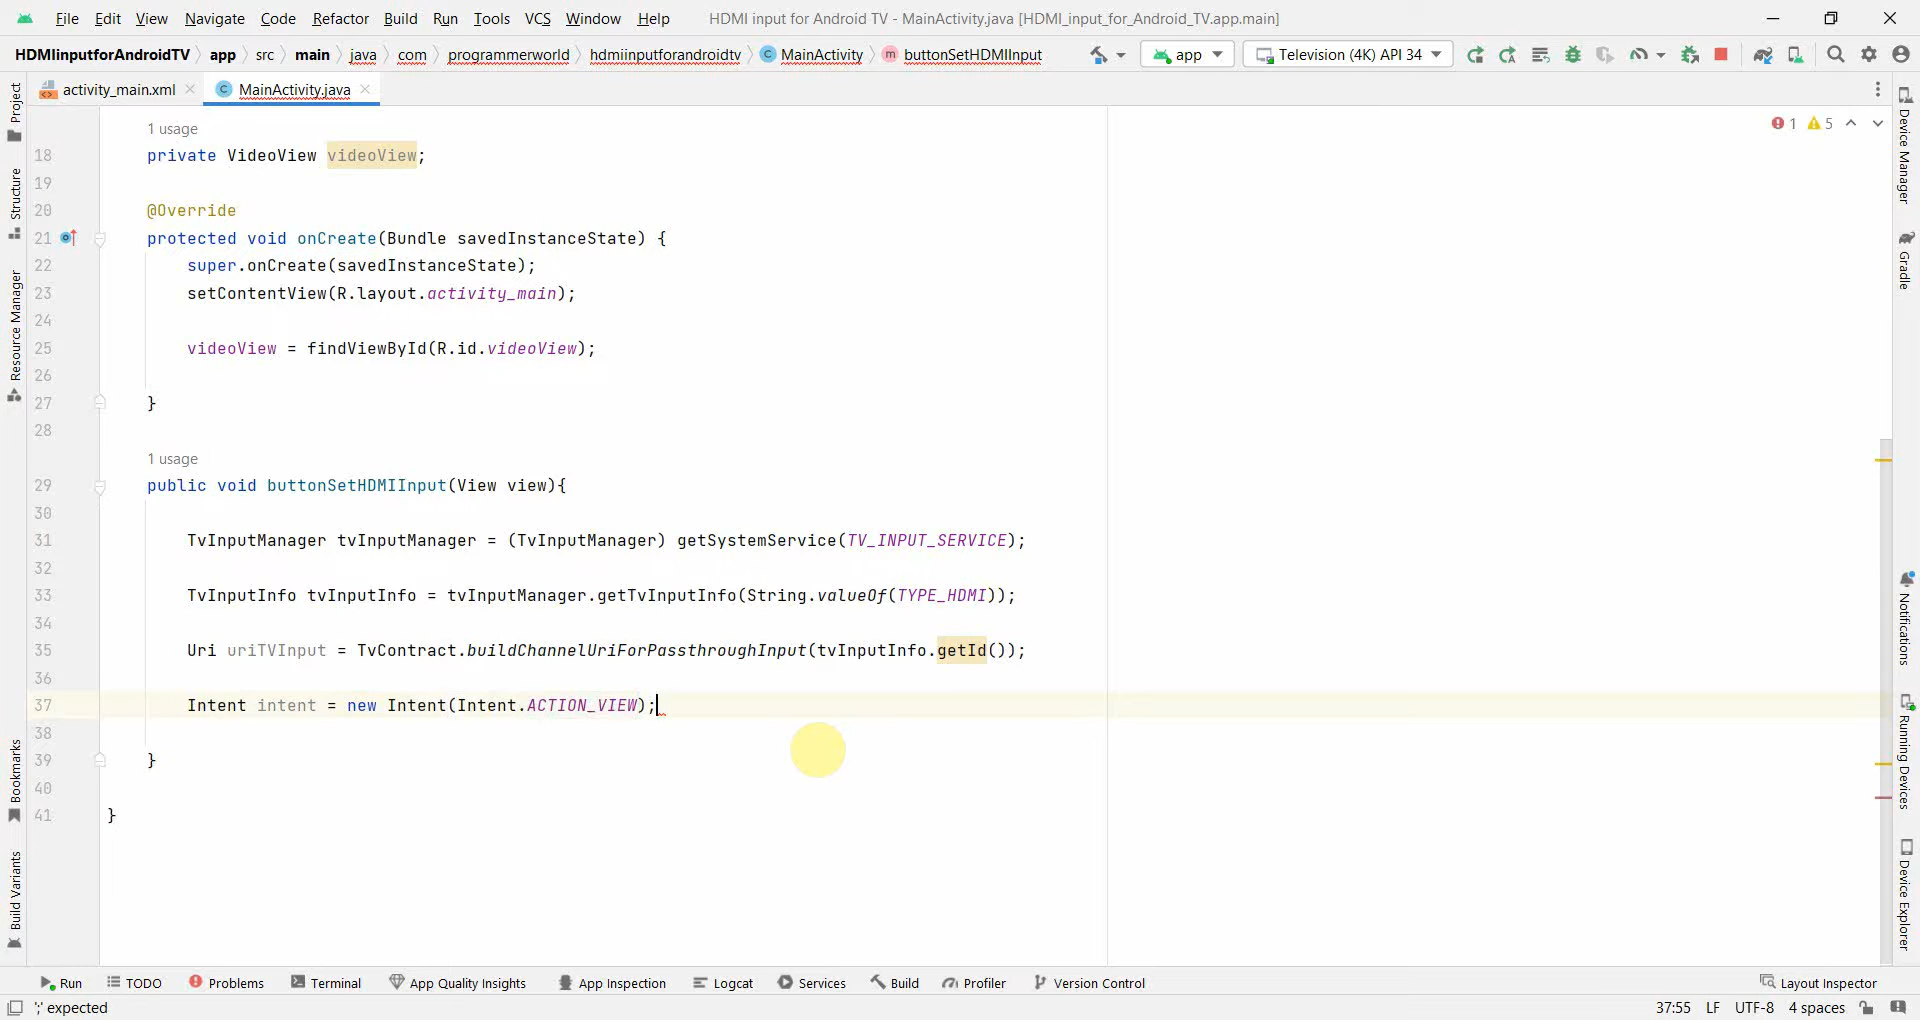 File Edit View Navigate Code Refactor Build Run Tools VCS Window Help HDMI input for Android TV - MainActivity.java [HDMI_input_for_Android_TV.app.main]
HDMIinputforAndroidTV app src main java com programmerworld hdmiinputforandroidtv C MainActivity m buttonSetHDMIInput app Television (4K) API 34
activity_main.xml C MainActivity.java
1 5
1 usage
18 private VideoView videoView;
19
20 @Override
21 protected void onCreate(Bundle savedInstanceState) {
22 super.onCreate(savedInstanceState);
23 setContentView(R.layout.activity_main);
24
25 videoView = findViewById(R.id.videoView);
26
27 }
28
1 usage
29 public void buttonSetHDMIInput(View view){
30
31 TvInputManager tvInputManager = (TvInputManager) getSystemService(TV_INPUT_SERVICE);
32
33 TvInputInfo tvInputInfo = tvInputManager.getTvInputInfo(String.valueOf(TYPE_HDMI));
34
35 Uri uriTVInput = TvContract.buildChannelUriForPassthroughInput(tvInputInfo.getId());
36
37 Intent intent = new Intent(Intent.ACTION_VIEW);
38
39 }
40
41 }
Project
Structure
Resource Manager
Bookmarks
Build Variants
Device Manager
Gradle
Notifications
Running Devices
Device Explorer
Run TODO Problems Terminal App Quality Insights App Inspection Logcat Services Build Profiler Version Control Layout Inspector
';' expected 37:55 LF UTF-8 4 spaces